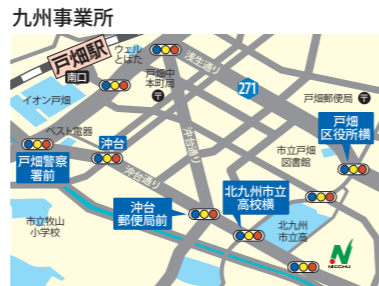 九州事業所
戸畑駅
南口
ウェル
とばた
浅生通り
イオン戸畑
戸畑中
本町局
271
戸畑郵便局
ベスト電器
沖台
沖台通り
戸畑
区役所横
市立戸畑
図書館
戸畑警察
署前
沖台通り
北九州市立
高校横
沖台
郵便局前
市立牧山
小学校
北九州
市立高
NICCHU